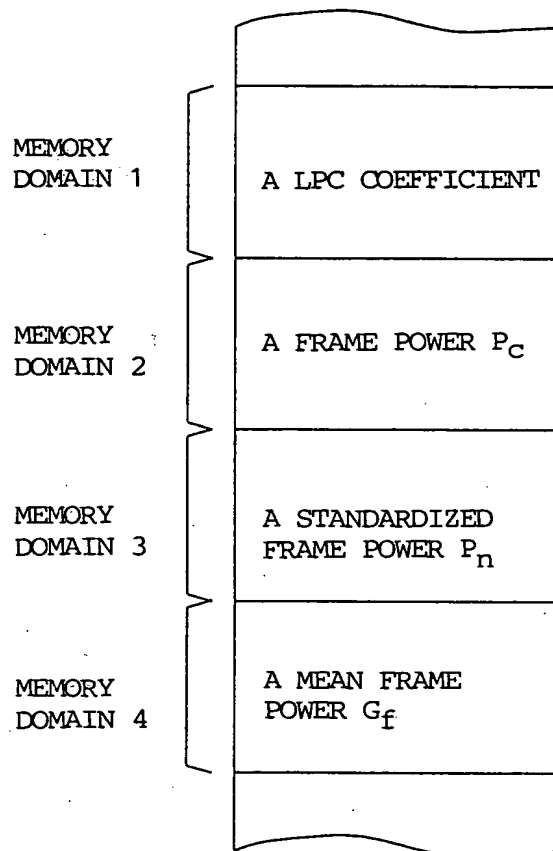 MEMORY
DOMAIN 1
A LPC COEFFICIENT
MEMORY
DOMAIN 2
A FRAME POWER Pc
MEMORY
DOMAIN 3
A STANDARDIZED
FRAME POWER Pn
MEMORY
DOMAIN 4
A MEAN FRAME
POWER Gf